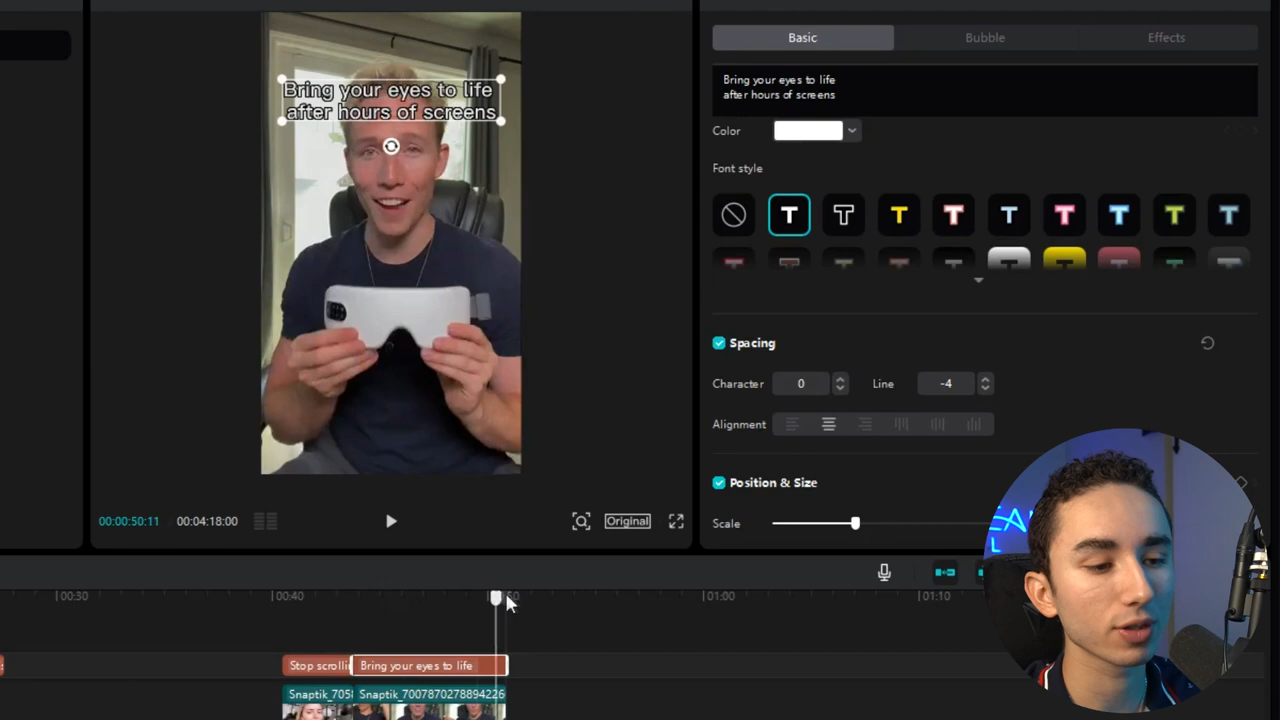 Basic
Bubble
Effects
Bring your eyes to life
after hours of screens
Bring your eyes to life
after hours of screens
Color
Font style
T T T T T T T T T
Spacing
Character 0 Line -4
Alignment
Position & Size
Scale
00:00:50:11 00:04:18:00
Original
00:30 00:40 01:00 01:10
Stop scrolli
Bring your eyes to life
Snaptik_705
Snaptik_7007870278894226